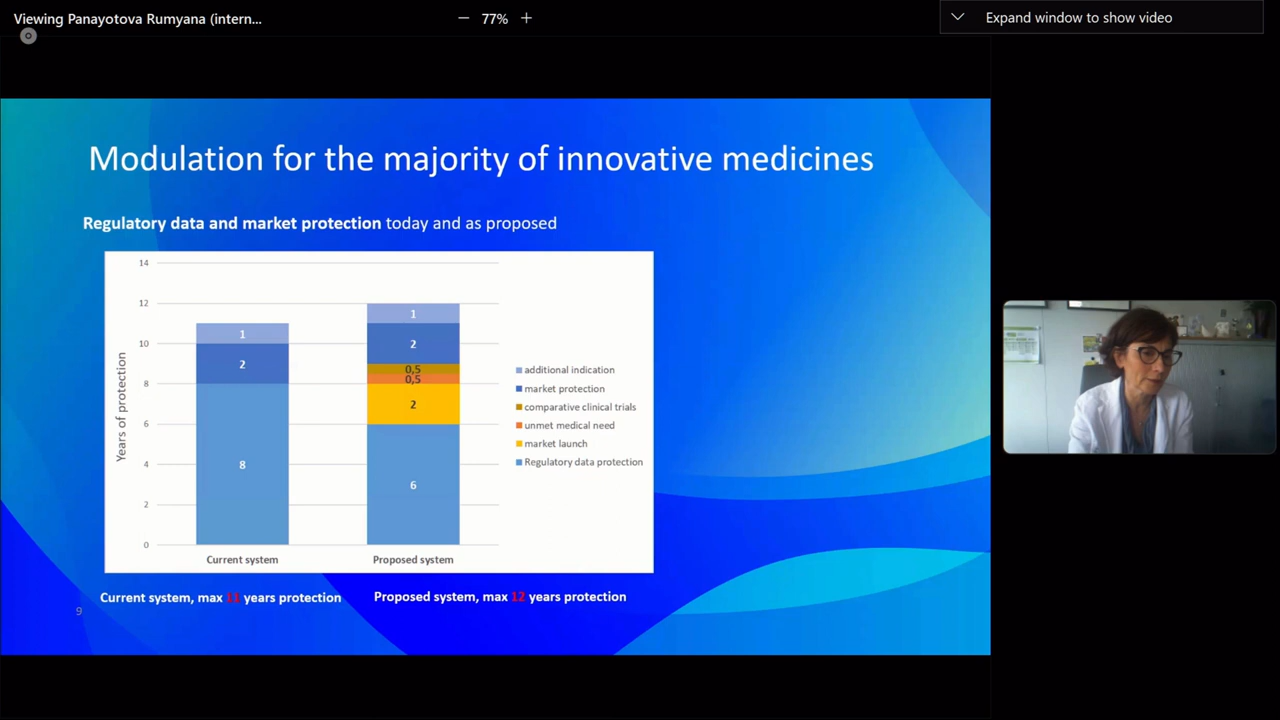 Viewing Panayotova Rumyana (intern...
77%
Expand window to show video
Modulation for the majority of innovative medicines
Regulatory data and market protection today and as proposed
Years of protection
14
12
10
8
6
4
2
0
1
2
8
1
2
0,5
0,5
2
6
Current system
Proposed system
additional indication
market protection
comparative clinical trials
unmet medical need
market launch
Regulatory data protection
Current system, max 11 years protection
Proposed system, max 12 years protection
9